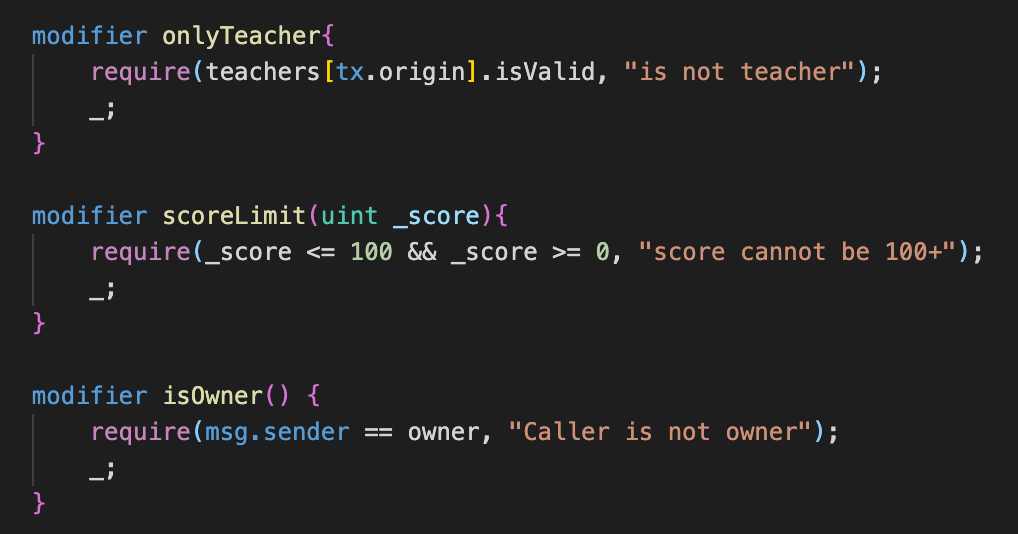 modifier onlyTeacher{
    require(teachers[tx.origin].isValid, "is not teacher");
    _;
}

modifier scoreLimit(uint _score){
    require(_score <= 100 && _score >= 0, "score cannot be 100+");
    _;
}

modifier isOwner() {
    require(msg.sender == owner, "Caller is not owner");
    _;
}